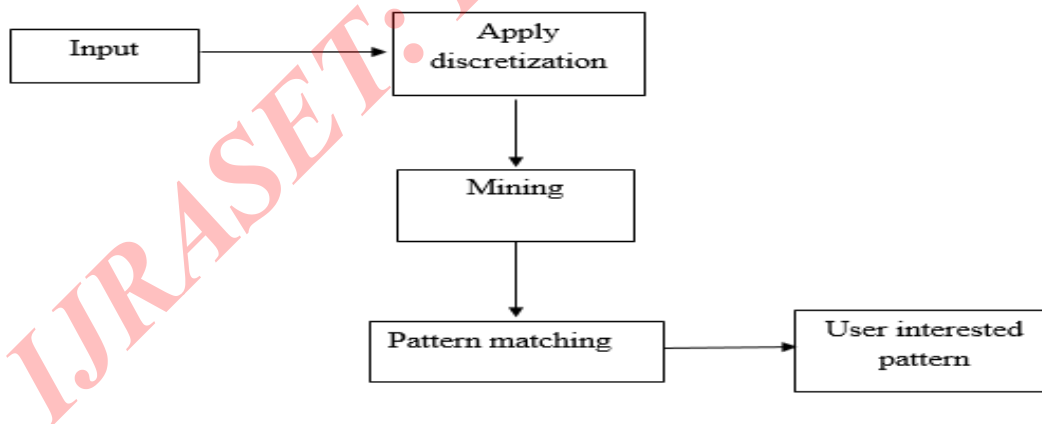 Input
Apply
discretization
Mining
Pattern matching
User interested
pattern
IJRASET: